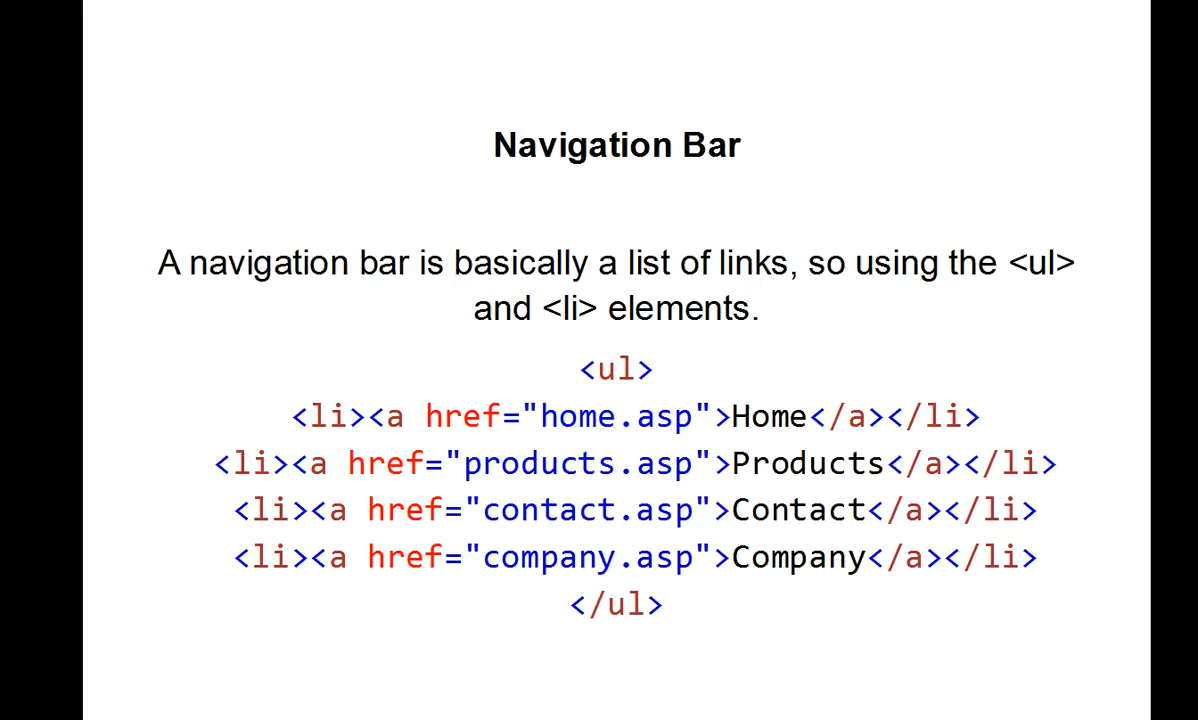 Navigation Bar
A navigation bar is basically a list of links, so using the <ul>
and <li> elements.
<ul>
<li><a href="home.asp">Home</a></li>
<li><a href="products.asp">Products</a></li>
<li><a href="contact.asp">Contact</a></li>
<li><a href="company.asp">Company</a></li>
</ul>